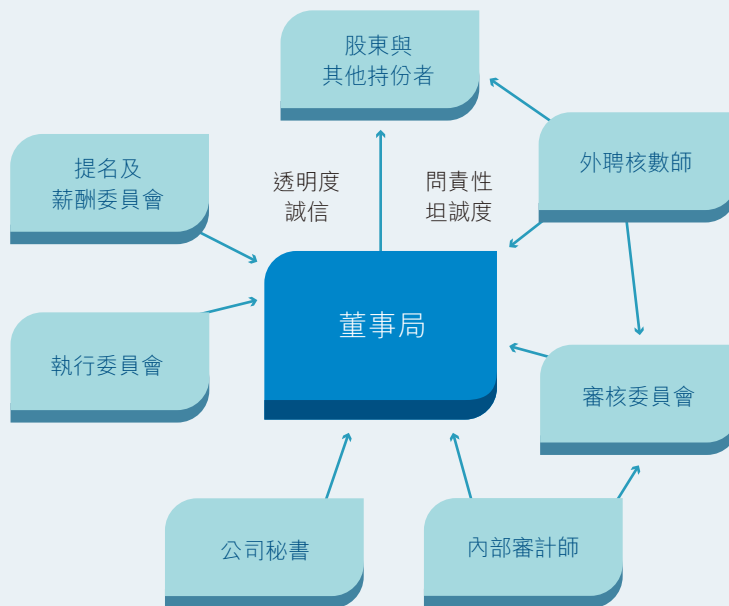 股東與
其他持份者
提名及
薪酬委員會
透明度
誠信
問責性
坦誠度
外聘核數師
董事局
執行委員會
審核委員會
公司秘書
內部審計師